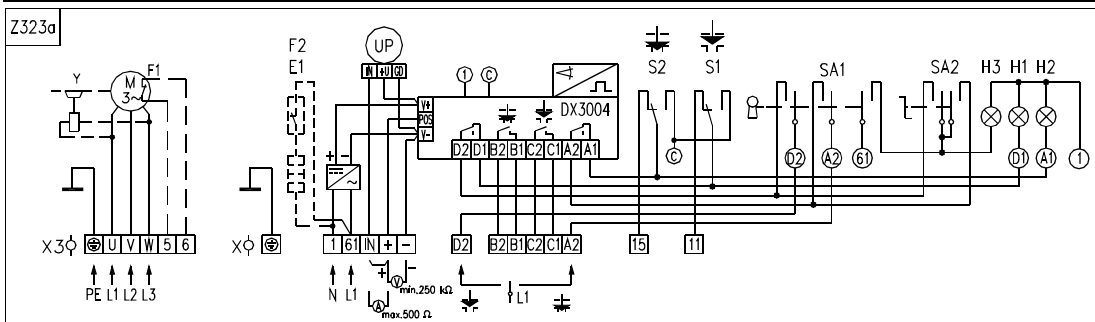 Z323a
Y
M
3~
F1
F2
E1
UP
IN +U GD
1 C
V+
POS
V-
DX3004
D2 D1 B2 B1 C2 C1 A2 A1
S2 S1
C
SA1
SA2
H3 H1 H2
D2 A2 61 D1 A1 1
+ -
X3
U V W 5 6
PE L1 L2 L3
X
1 61 IN + -
N L1
+ -
V
min.250 kΩ
A
max.500 Ω
D2 B2 B1 C2 C1 A2
L1
15 11